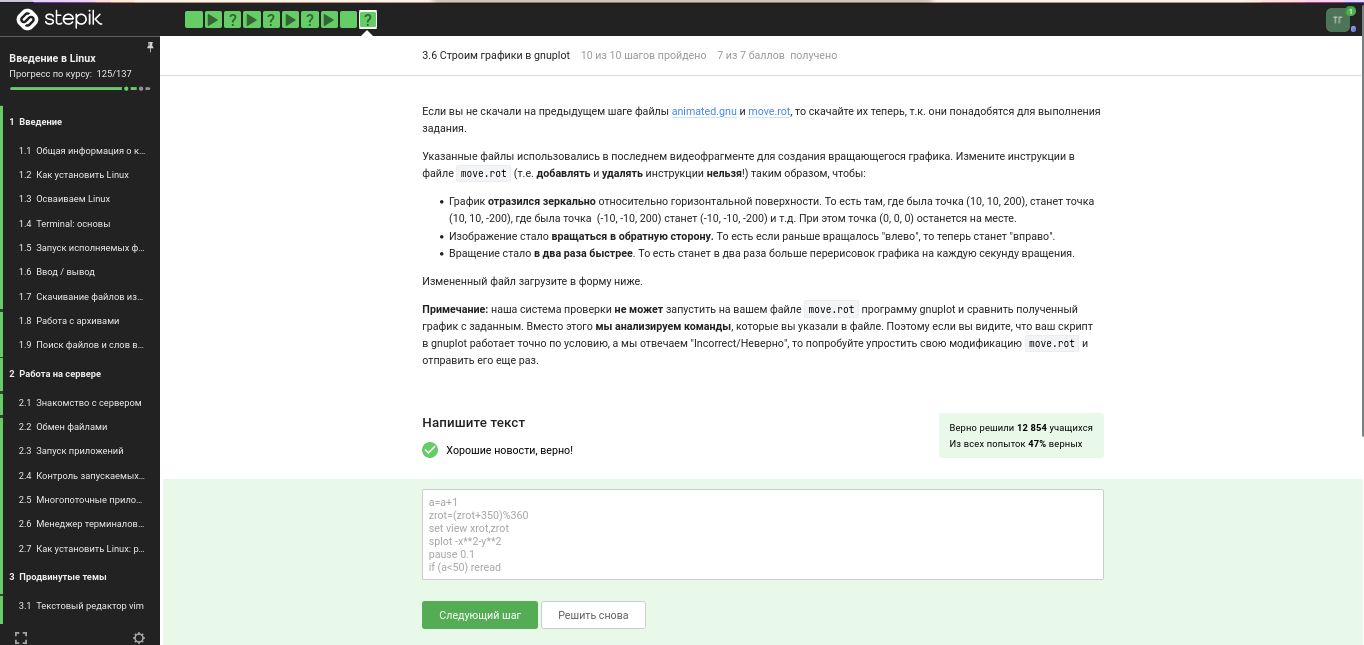 stepik
? ? ? ? ?
ТГ
1
Введение в Linux
Прогресс по курсу: 125/137
1 Введение
1.1 Общая информация о к...
1.2 Как установить Linux
1.3 Осваиваем Linux
1.4 Terminal: основы
1.5 Запуск исполняемых ф...
1.6 Ввод / вывод
1.7 Скачивание файлов из...
1.8 Работа с архивами
1.9 Поиск файлов и слов в...
2 Работа на сервере
2.1 Знакомство с сервером
2.2 Обмен файлами
2.3 Запуск приложений
2.4 Контроль запускаемых...
2.5 Многопоточные прило...
2.6 Менеджер терминалов...
2.7 Как установить Linux: р...
3 Продвинутые темы
3.1 Текстовый редактор vim
3.6 Строим графики в gnuplot 10 из 10 шагов пройдено 7 из 7 баллов получено
Если вы не скачали на предыдущем шаге файлы animated.gnu и move.rot, то скачайте их теперь, т.к. они понадобятся для выполнения
задания.
Указанные файлы использовались в последнем видеофрагменте для создания вращающегося графика. Измените инструкции в
файле move.rot (т.е. добавлять и удалять инструкции нельзя!) таким образом, чтобы:
• График отразился зеркально относительно горизонтальной поверхности. То есть там, где была точка (10, 10, 200), станет точка
(10, 10, -200), где была точка (-10, -10, 200) станет (-10, -10, -200) и т.д. При этом точка (0, 0, 0) останется на месте.
• Изображение стало вращаться в обратную сторону. То есть если раньше вращалось "влево", то теперь станет "вправо".
• Вращение стало в два раза быстрее. То есть станет в два раза больше перерисовок графика на каждую секунду вращения.
Измененный файл загрузите в форму ниже.
Примечание: наша система проверки не может запустить на вашем файле move.rot программу gnuplot и сравнить полученный
график с заданным. Вместо этого мы анализируем команды, которые вы указали в файле. Поэтому если вы видите, что ваш скрипт
в gnuplot работает точно по условию, а мы отвечаем "Incorrect/Неверно", то попробуйте упростить свою модификацию move.rot и
отправить его еще раз.
Напишите текст
Хорошие новости, верно!
Верно решили 12 854 учащихся
Из всех попыток 47% верных
a=a+1
zrot=(zrot+350)%360
set view xrot,zrot
splot -x**2-y**2
pause 0.1
if (a<50) reread
Следующий шаг
Решить снова